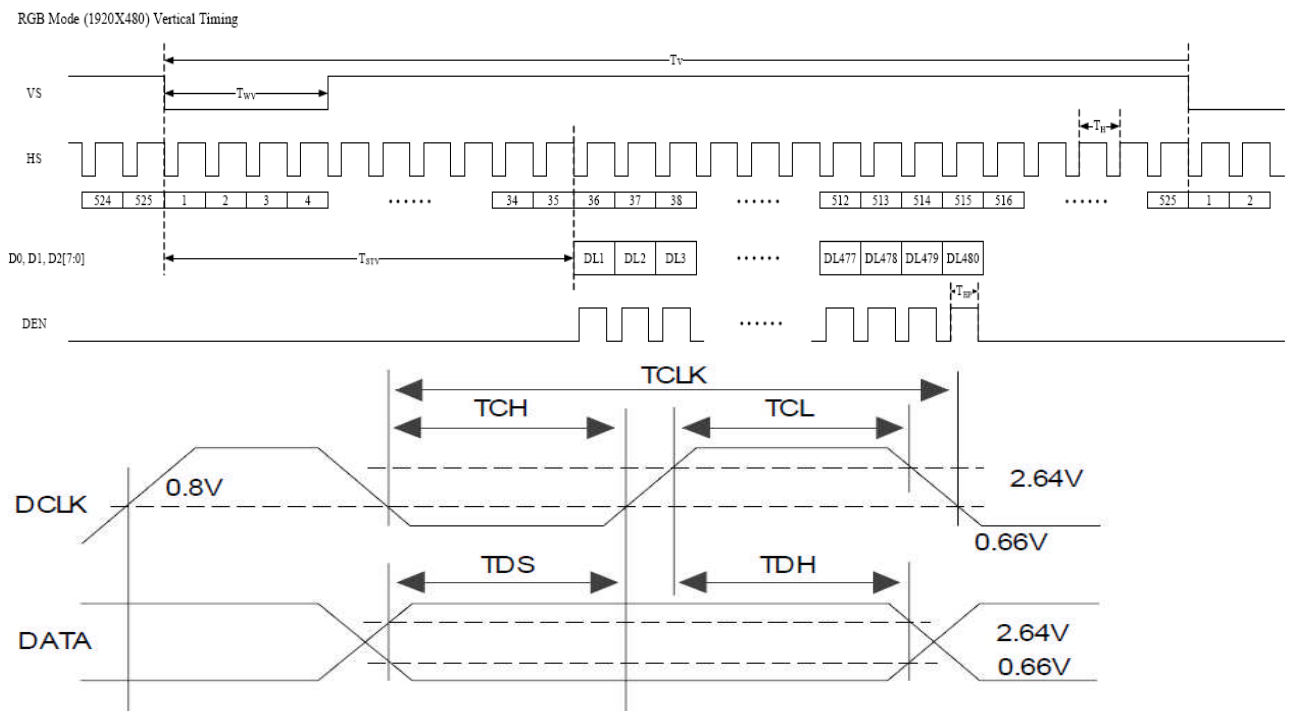 RGB Mode (1920X480) Vertical Timing
Tv
VS
TWV
TH
HS
524 525 1 2 3 4 ...... 34 35 36 37 38 ...... 512 513 514 515 516 ...... 525 1 2
D0, D1, D2[7:0]
TSTV
DL1 DL2 DL3 ...... DL477 DL478 DL479 DL480
TEP
DEN
......
TCLK
TCH TCL
0.8V
2.64V
DCLK
0.66V
TDS TDH
DATA
2.64V
0.66V